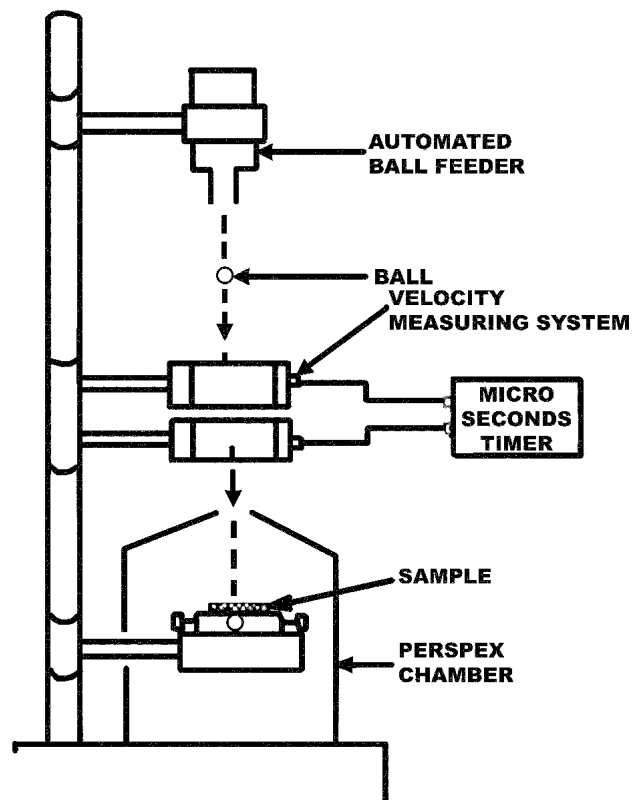 AUTOMATED
BALL FEEDER
BALL
VELOCITY
MEASURING SYSTEM
MICRO
SECONDS
TIMER
SAMPLE
PERSPEX
CHAMBER